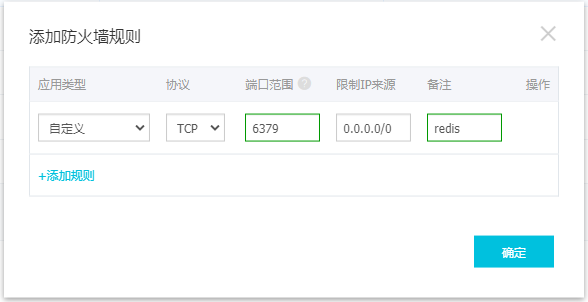 添加防火墙规则
应用类型 协议 端口范围 ? 限制IP来源 备注 操作
自定义 TCP 6379 0.0.0.0/0 redis
+添加规则
确定